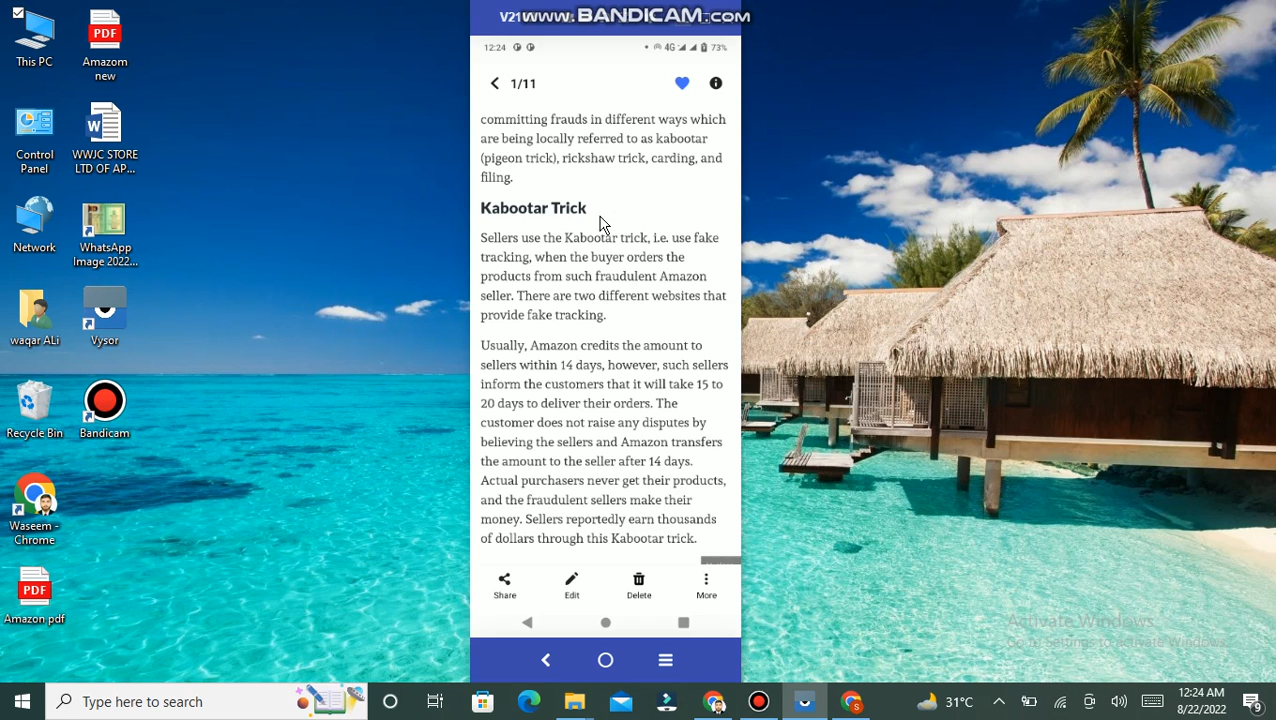 This PC
Amazom
new
Control
Panel
WWJC STORE
LTD OF AP...
Network
WhatsApp
Image 2022...
waqar ALi
Vysor
Recycle Bin
Bandicam
Waseem -
Chrome
PDF
Amazon pdf
PDF
V21
WWW.BANDICAM.COM
12:24
4G
73%
1/11
committing frauds in different ways which
are being locally referred to as kabootar
(pigeon trick), rickshaw trick, carding, and
filing.
Kabootar Trick
Sellers use the Kabootar trick, i.e. use fake
tracking, when the buyer orders the
products from such fraudulent Amazon
seller. There are two different websites that
provide fake tracking.
Usually, Amazon credits the amount to
sellers within 14 days, however, such sellers
inform the customers that it will take 15 to
20 days to deliver their orders. The
customer does not raise any disputes by
believing the sellers and Amazon transfers
the amount to the seller after 14 days.
Actual purchasers never get their products,
and the fraudulent sellers make their
money. Sellers reportedly earn thousands
of dollars through this Kabootar trick.
Share
Edit
Delete
More
Activate Windows
Type here to search
31°C
12:24 AM
8/22/2022
9